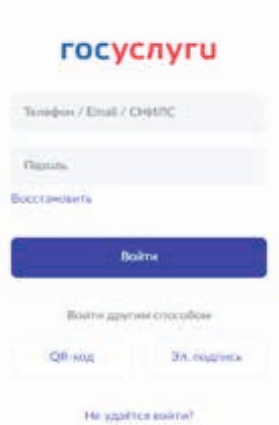 госуслуги
Телефон / Email / СНИЛС
Пароль
Восстановить
Войти
Войти другим способом
QR-код Эл. подпись
Не удаётся войти?